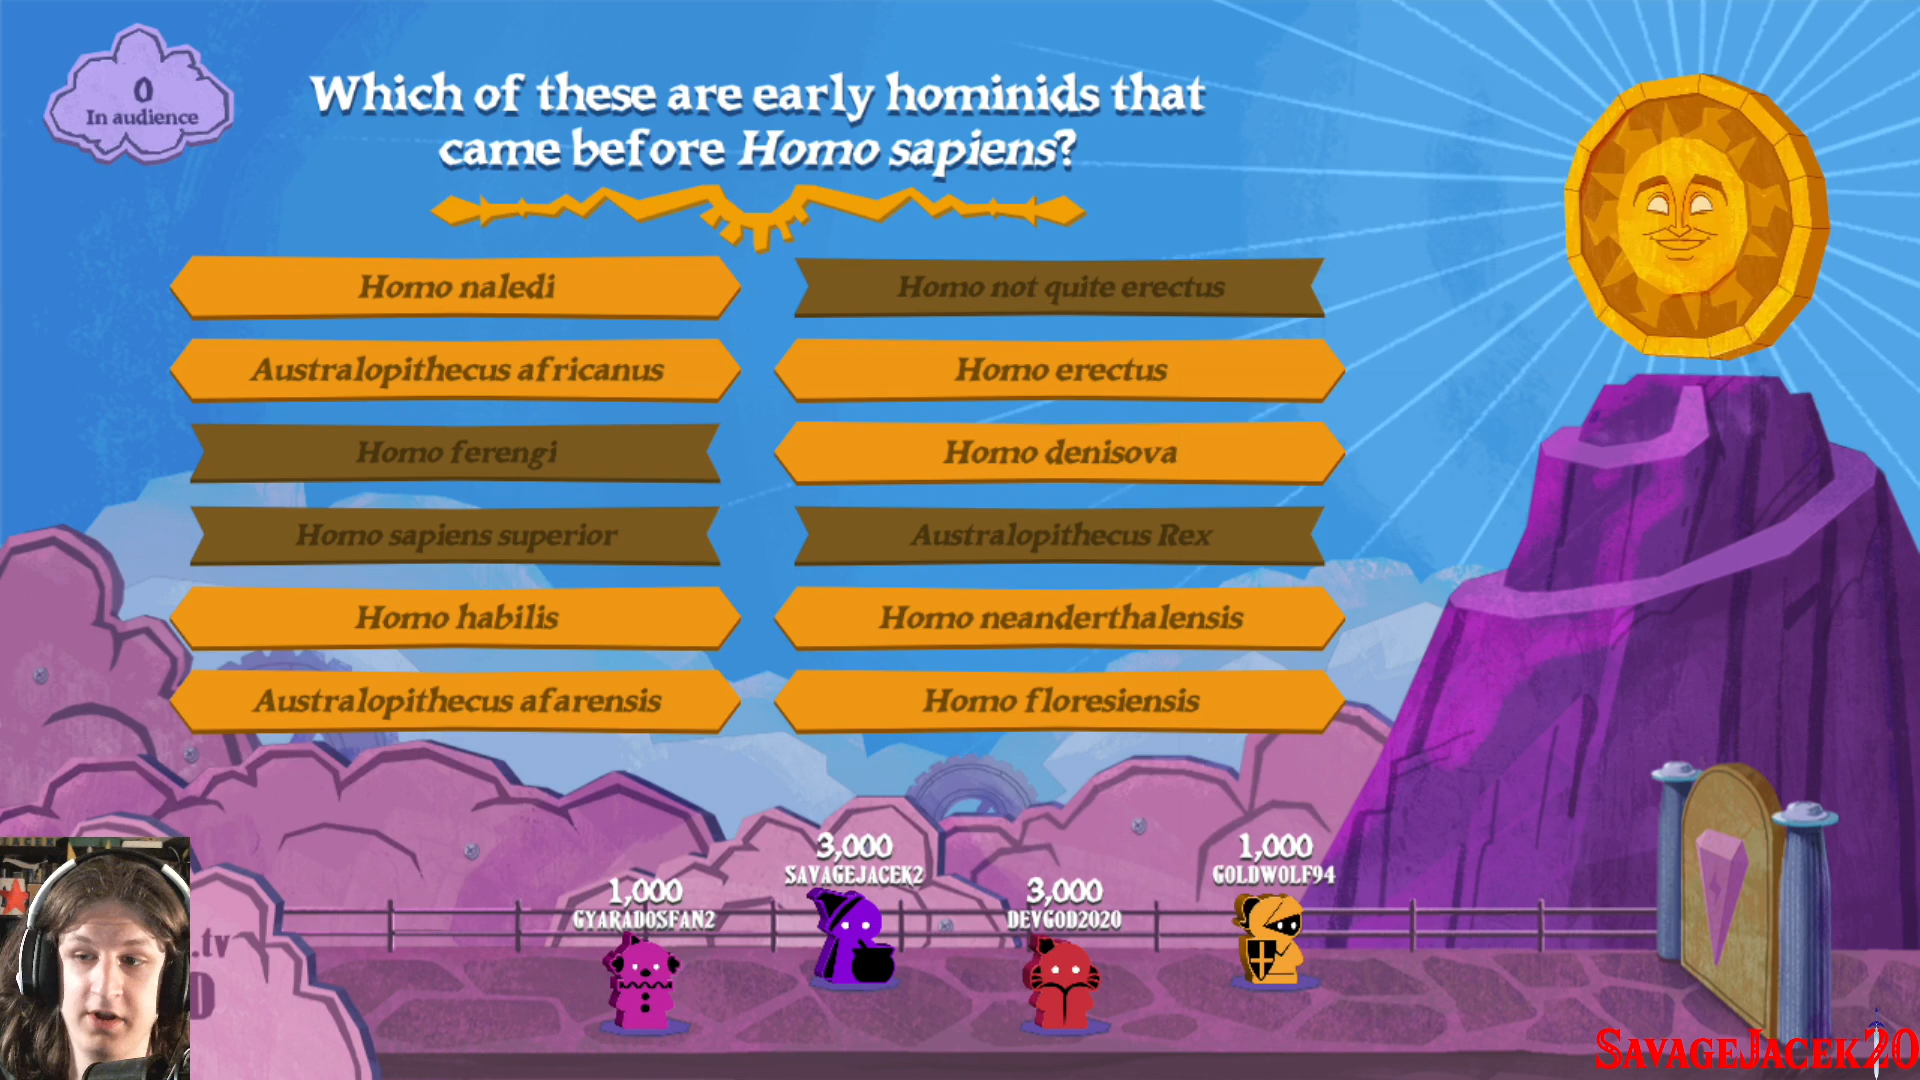 0
In audience
Which of these are early hominids that
came before Homo sapiens?
Homo naledi
Homo not quite erectus
Australopithecus africanus
Homo erectus
Homo ferengi
Homo denisova
Homo sapiens superior
Australopithecus Rex
Homo habilis
Homo neanderthalensis
Australopithecus afarensis
Homo floresiensis
1,000
GYARADOSFAN2
3,000
SAVAGEJACEK2
3,000
DEVGOD2020
1,000
GOLDWOLF94
.tv
SAVAGEJACEK20